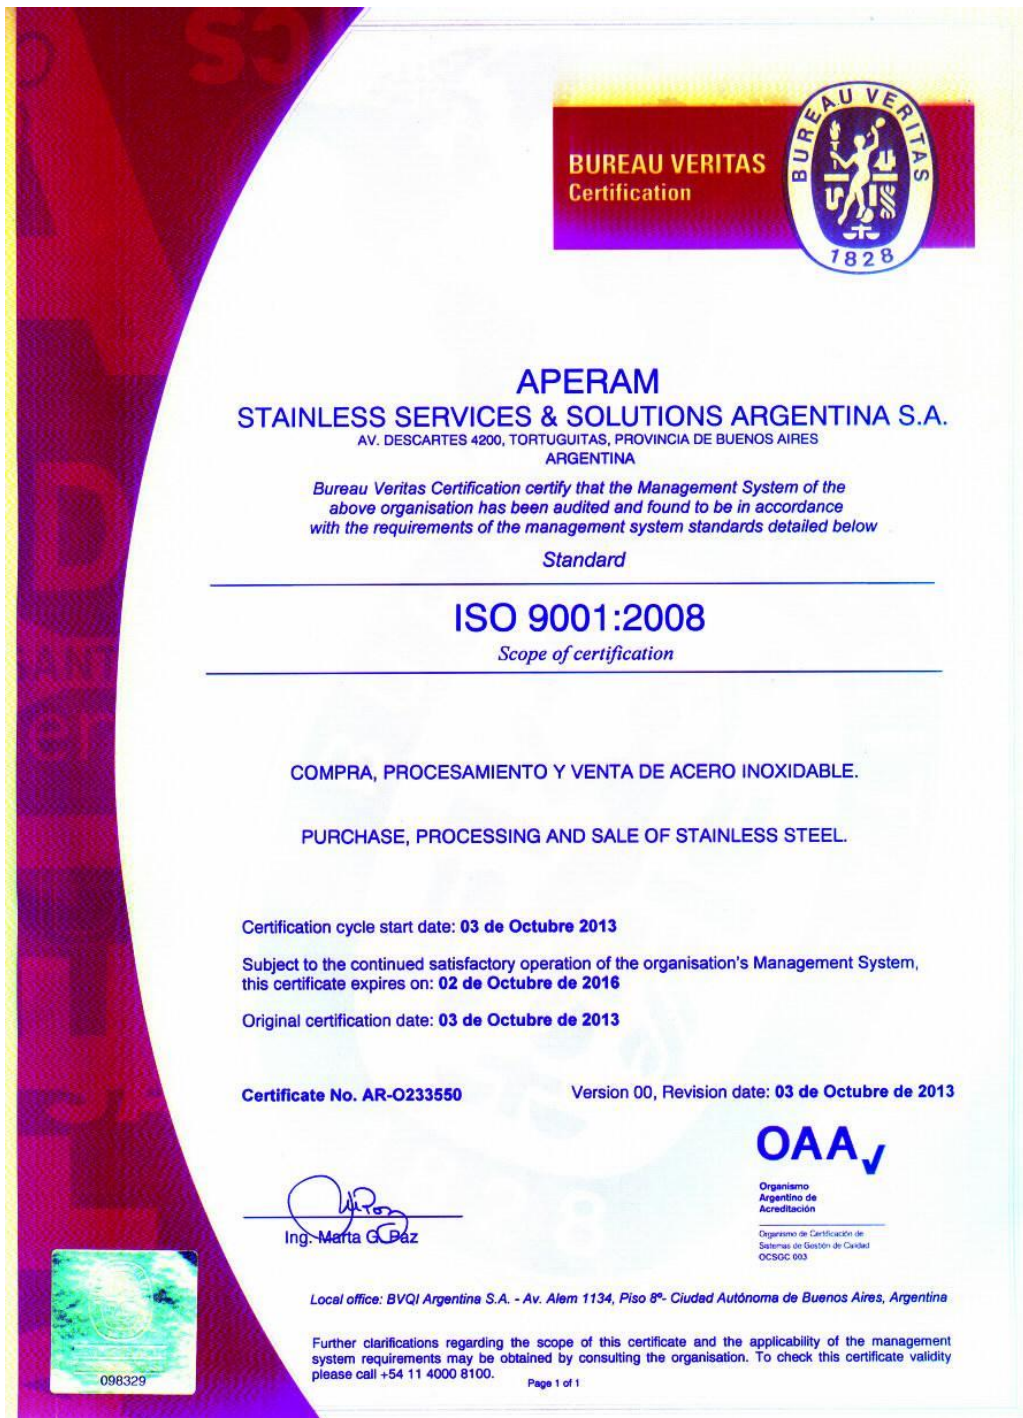 BUREAU VERITAS
Certification
BUREAU VERITAS
1828
APERAM
STAINLESS SERVICES & SOLUTIONS ARGENTINA S.A.
AV. DESCARTES 4200, TORTUGUITAS, PROVINCIA DE BUENOS AIRES
ARGENTINA
Bureau Veritas Certification certify that the Management System of the
above organisation has been audited and found to be in accordance
with the requirements of the management system standards detailed below
Standard
ISO 9001:2008
Scope of certification
COMPRA, PROCESAMIENTO Y VENTA DE ACERO INOXIDABLE.
PURCHASE, PROCESSING AND SALE OF STAINLESS STEEL.
Certification cycle start date: 03 de Octubre 2013
Subject to the continued satisfactory operation of the organisation's Management System,
this certificate expires on: 02 de Octubre de 2016
Original certification date: 03 de Octubre de 2013
Certificate No. AR-O233550
Version 00, Revision date: 03 de Octubre de 2013
OAA
Organismo
Argentino de
Acreditación
Organismo de Certificación de
Sistemas de Gestión de Calidad
OCSGC 003
Ing. Marta G. Paz
Local office: BVQI Argentina S.A. - Av. Alem 1134, Piso 8º- Ciudad Autónoma de Buenos Aires, Argentina
Further clarifications regarding the scope of this certificate and the applicability of the management
system requirements may be obtained by consulting the organisation. To check this certificate validity
please call +54 11 4000 8100.
Page 1 of 1
098329